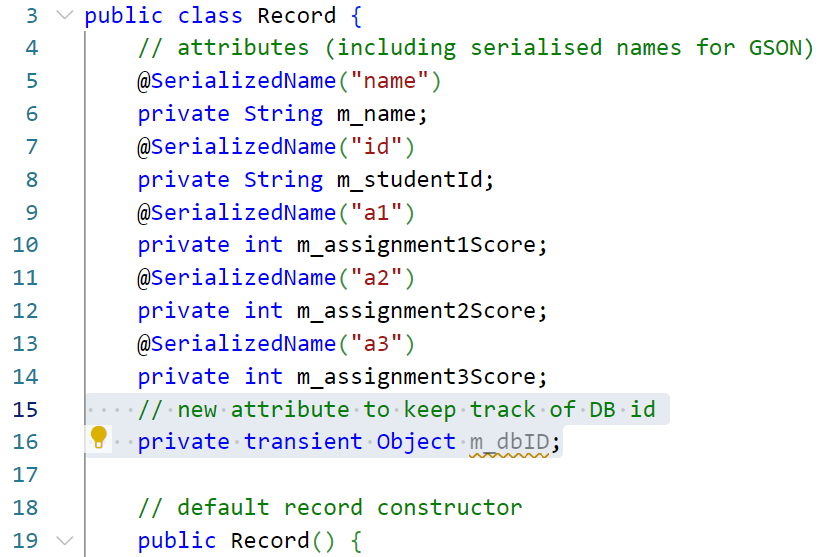 3 public class Record {
4 // attributes (including serialised names for GSON)
5 @SerializedName("name")
6 private String m_name;
7 @SerializedName("id")
8 private String m_studentId;
9 @SerializedName("a1")
10 private int m_assignment1Score;
11 @SerializedName("a2")
12 private int m_assignment2Score;
13 @SerializedName("a3")
14 private int m_assignment3Score;
15 // new attribute to keep track of DB id
16 private transient Object m_dbID;
17
18 // default record constructor
19 public Record() {